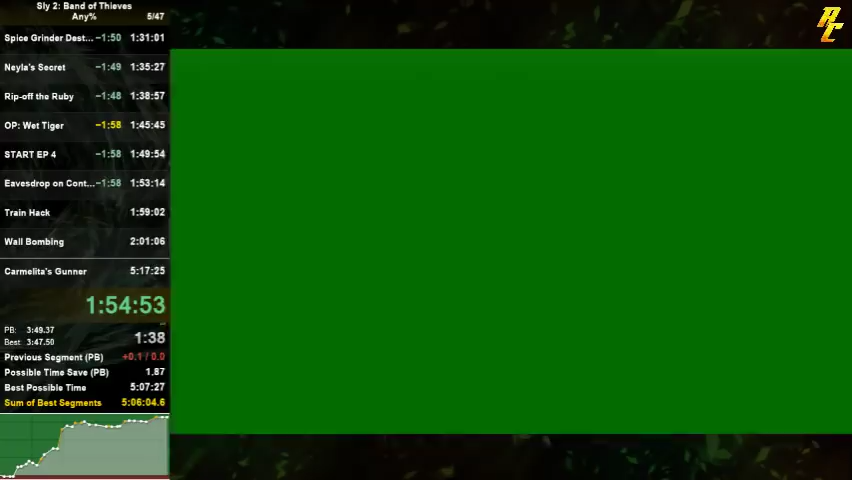 Sly 2: Band of Thieves
Any% 5/47
Spice Grinder Dest... −1:50 1:31:01
Neyla's Secret −1:49 1:35:27
Rip-off the Ruby −1:48 1:38:57
OP: Wet Tiger −1:58 1:45:45
START EP 4 −1:58 1:49:54
Eavesdrop on Cont... −1:58 1:53:14
Train Hack 1:59:02
Wall Bombing 2:01:06
Carmelita's Gunner 5:17:25
1:54:53
PB: 3:49.37
Best: 3:47.50
1:38
Previous Segment (PB) +0.1 / 0.0
Possible Time Save (PB) 1.87
Best Possible Time 5:07:27
Sum of Best Segments 5:06:04.6